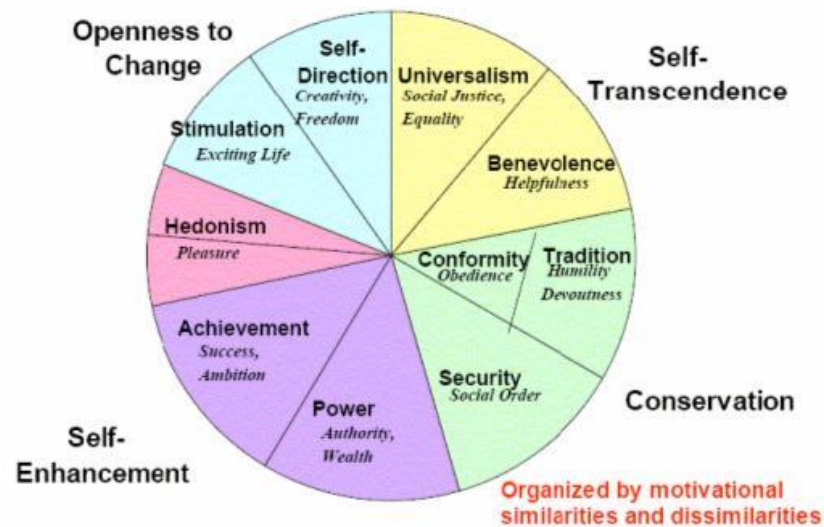 Openness to
Change
Self-
Direction
Creativity,
Freedom
Universalism
Social Justice,
Equality
Self-
Transcendence
Stimulation
Exciting Life
Benevolence
Helpfulness
Hedonism
Pleasure
Conformity
Obedience
Tradition
Humility
Devoutness
Achievement
Success,
Ambition
Security
Social Order
Conservation
Power
Authority,
Wealth
Self-
Enhancement
Organized by motivational
similarities and dissimilarities